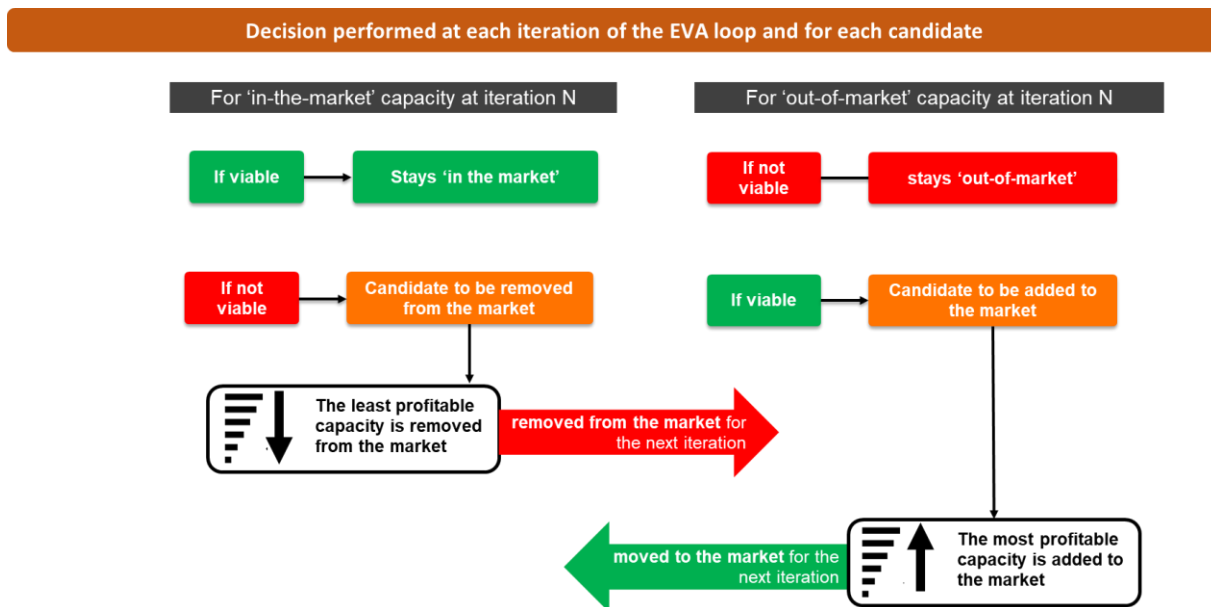 Decision performed at each iteration of the EVA loop and for each candidate
For ‘in-the-market’ capacity at iteration N
For ‘out-of-market’ capacity at iteration N
If viable
Stays ‘in the market’
If not
viable
stays ‘out-of-market’
If not
viable
Candidate to be removed
from the market
If viable
Candidate to be added to
the market
The least profitable
capacity is removed
from the market
removed from the market for
the next iteration
moved to the market for the
next iteration
The most profitable
capacity is added to
the market